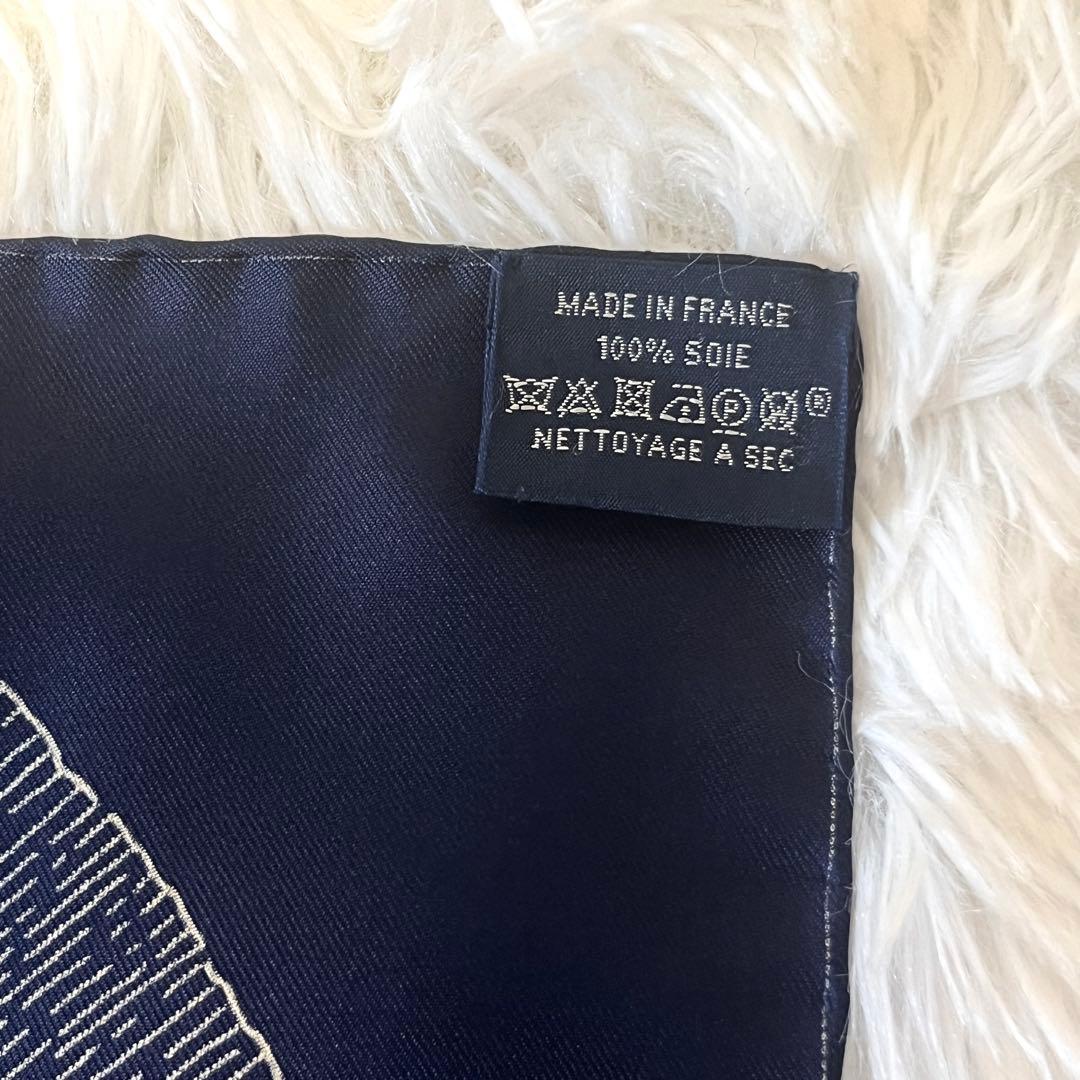 MADE IN FRANCE
100% SOIE
P ®
NETTOYAGE A SEC